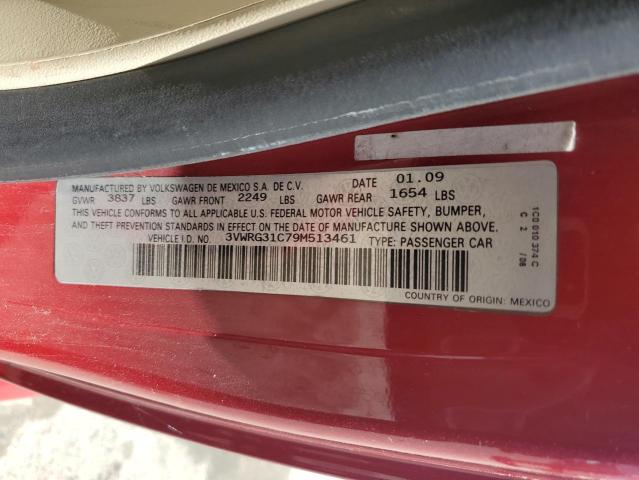 MANUFACTURED BY VOLKSWAGEN DE MEXICO S.A. DE C.V. DATE 01.09
GVWR 3837 LBS GAWR FRONT 2249 LBS GAWR REAR 1654 LBS
THIS VEHICLE CONFORMS TO ALL APPLICABLE U.S. FEDERAL MOTOR VEHICLE SAFETY, BUMPER,
AND THEFT PREVENTION STANDARDS IN EFFECT ON THE DATE OF MANUFACTURE SHOWN ABOVE.
VEHICLE I.D. NO. 3VWRG31C79M513461 TYPE: PASSENGER CAR
COUNTRY OF ORIGIN: MEXICO
1C0 010 374 C
C 2 /08